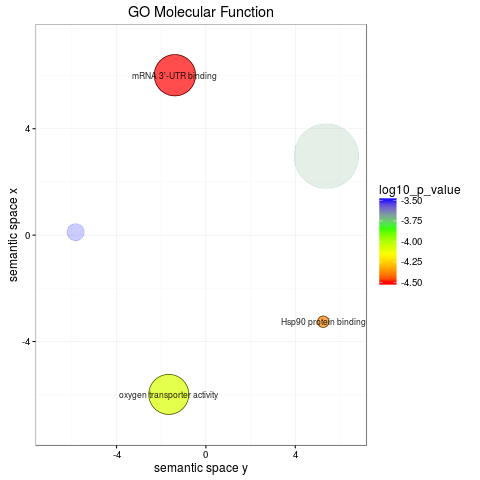 GO Molecular Function
mRNA 3'-UTR binding
4
0
-4
semantic space x
Hsp90 protein binding
oxygen transporter activity
-4
0
4
semantic space y
log10_p_value
-3.50
-3.75
-4.00
-4.25
-4.50